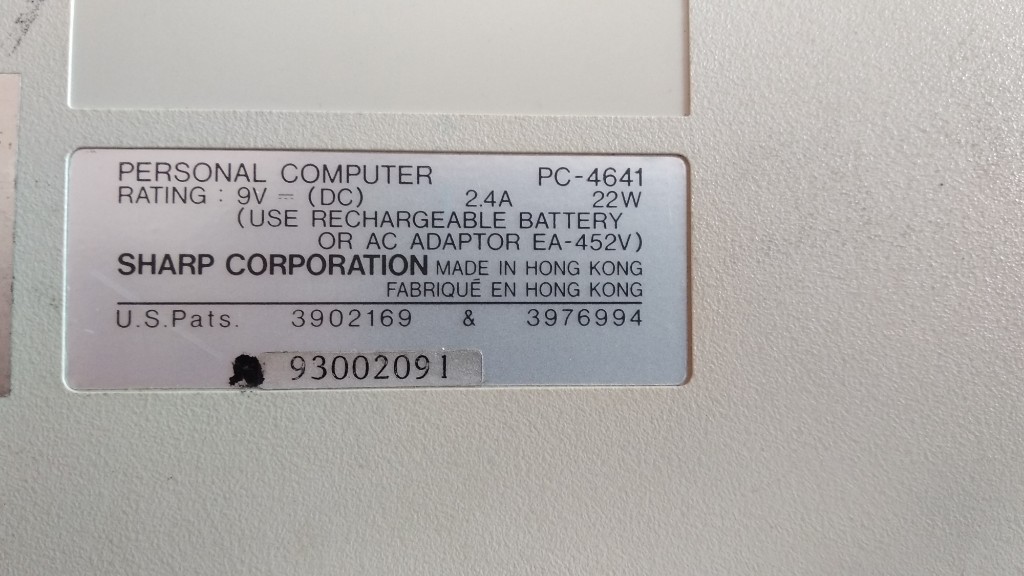 PERSONAL COMPUTER PC-4641
RATING : 9V ⎓ (DC) 2.4A 22W
(USE RECHARGEABLE BATTERY
OR AC ADAPTOR EA-452V)
SHARP CORPORATION MADE IN HONG KONG
FABRIQUÉ EN HONG KONG
U.S.Pats. 3902169 & 3976994
93002091